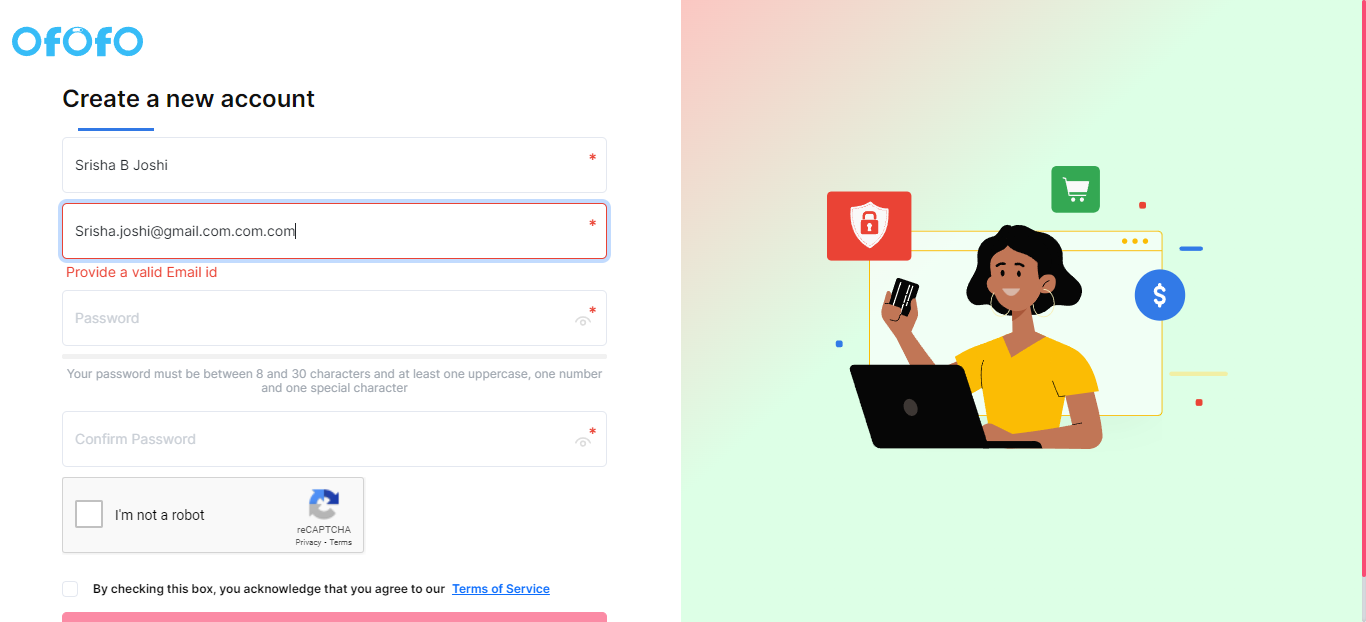 ofofo
Create a new account
Srisha B Joshi
*
Srisha.joshi@gmail.com.com.com
*
Provide a valid Email id
Password
*
Your password must be between 8 and 30 characters and at least one uppercase, one number
and one special character
Confirm Password
*
I'm not a robot
reCAPTCHA
Privacy - Terms
By checking this box, you acknowledge that you agree to our Terms of Service
$